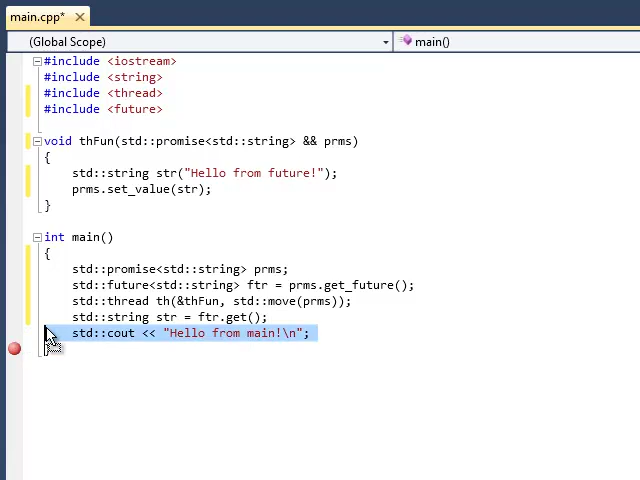 main.cpp*
(Global Scope) main()
#include <iostream>
#include <string>
#include <thread>
#include <future>
void thFun(std::promise<std::string> && prms)
{
std::string str("Hello from future!");
prms.set_value(str);
}
int main()
{
std::promise<std::string> prms;
std::future<std::string> ftr = prms.get_future();
std::thread th(&thFun, std::move(prms));
std::string str = ftr.get();
std::cout << "Hello from main!\n";